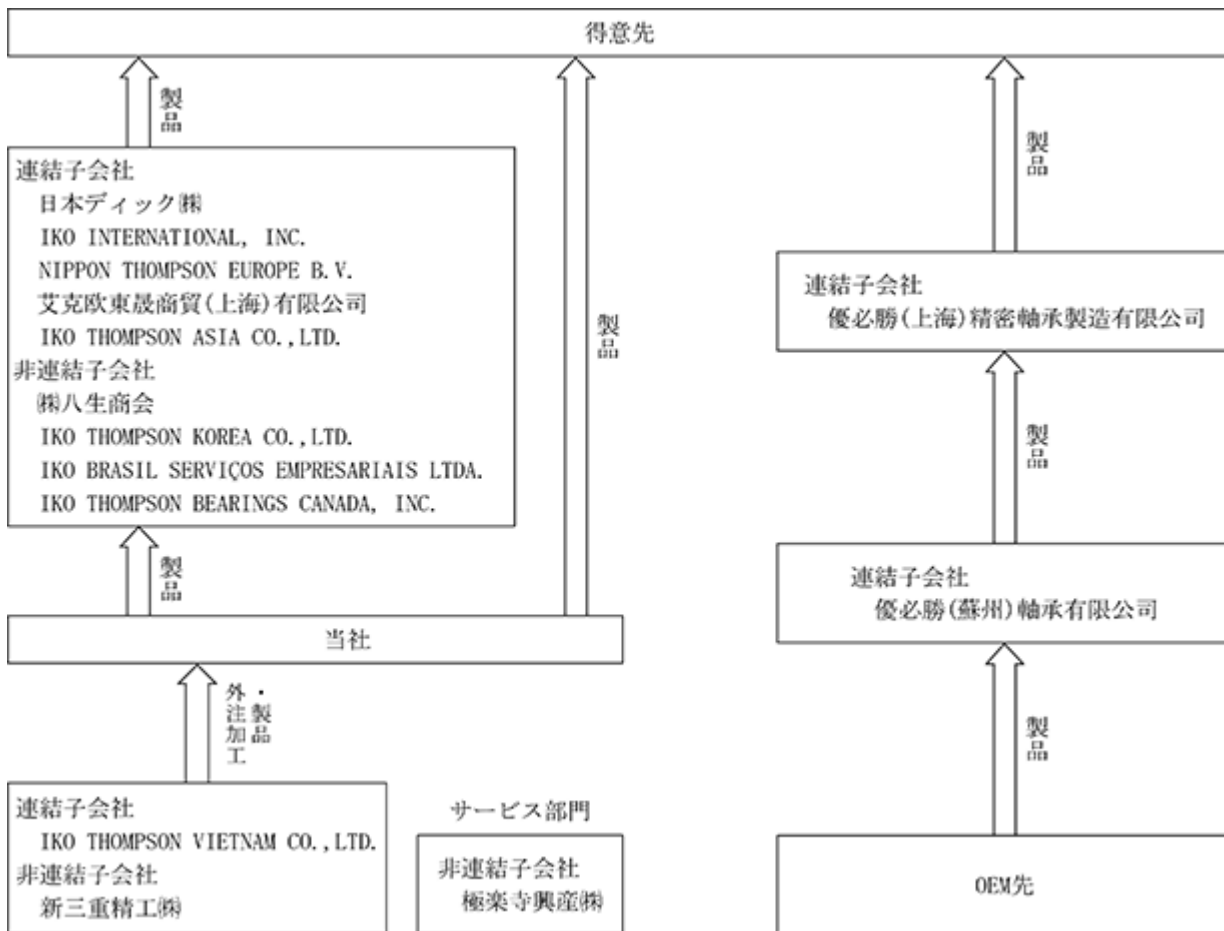 得意先
製品
連結子会社
日本ディック㈱
IKO INTERNATIONAL, INC.
NIPPON THOMPSON EUROPE B.V.
艾克欧東晟商貿(上海)有限公司
IKO THOMPSON ASIA CO.,LTD.
非連結子会社
㈱八生商会
IKO THOMPSON KOREA CO.,LTD.
IKO BRASIL SERVIÇOS EMPRESARIAIS LTDA.
IKO THOMPSON BEARINGS CANADA, INC.
製品
製品
当社
・製品
外注加工
連結子会社
IKO THOMPSON VIETNAM CO.,LTD.
非連結子会社
新三重精工㈱
サービス部門
非連結子会社
極楽寺興産㈱
製品
連結子会社
優必勝(上海)精密軸承製造有限公司
製品
連結子会社
優必勝(蘇州)軸承有限公司
製品
OEM先